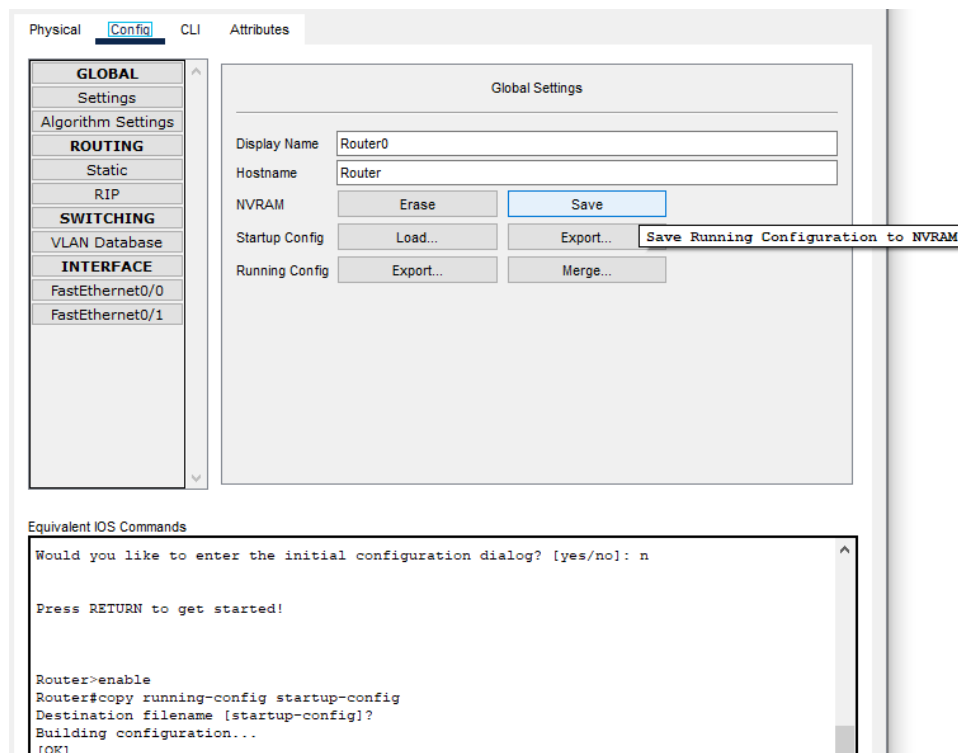 Physical Config CLI Attributes
GLOBAL
Settings
Algorithm Settings
ROUTING
Static
RIP
SWITCHING
VLAN Database
INTERFACE
FastEthernet0/0
FastEthernet0/1
Global Settings
Display Name Router0
Hostname Router
NVRAM Erase Save
Startup Config Load... Export...
Save Running Configuration to NVRAM
Running Config Export... Merge...
Equivalent IOS Commands
Would you like to enter the initial configuration dialog? [yes/no]: n
Press RETURN to get started!
Router>enable
Router#copy running-config startup-config
Destination filename [startup-config]?
Building configuration...
[OK]